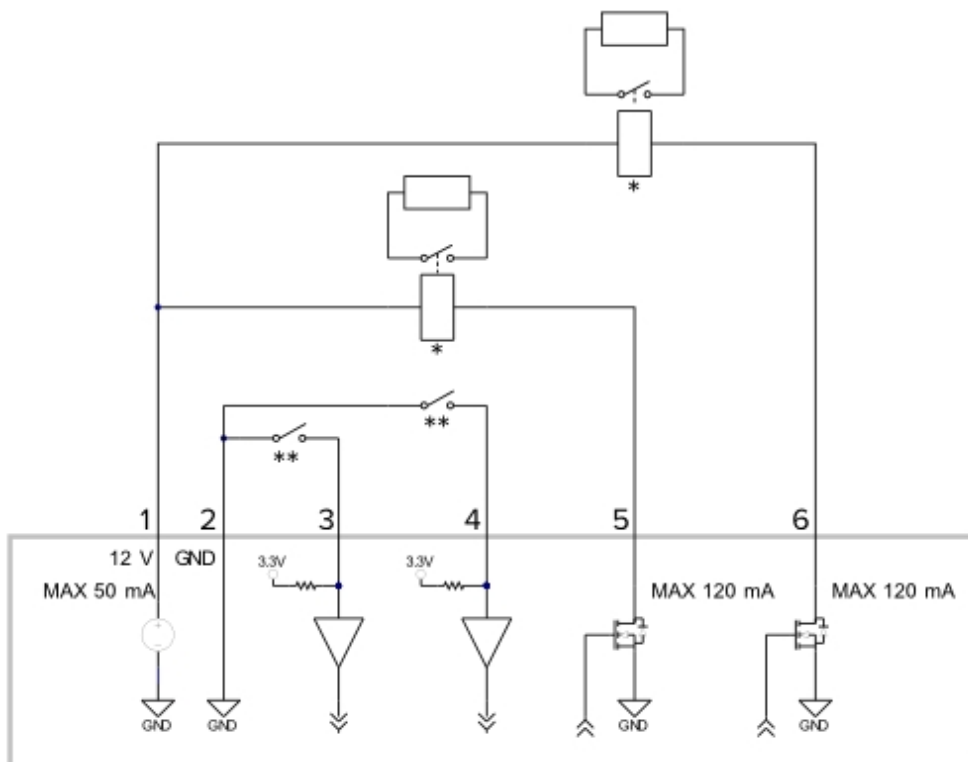 *
*
**
**
1 2 3 4 5 6
12 V GND 3.3V 3.3V
MAX 50 mA MAX 120 mA MAX 120 mA
GND GND GND GND